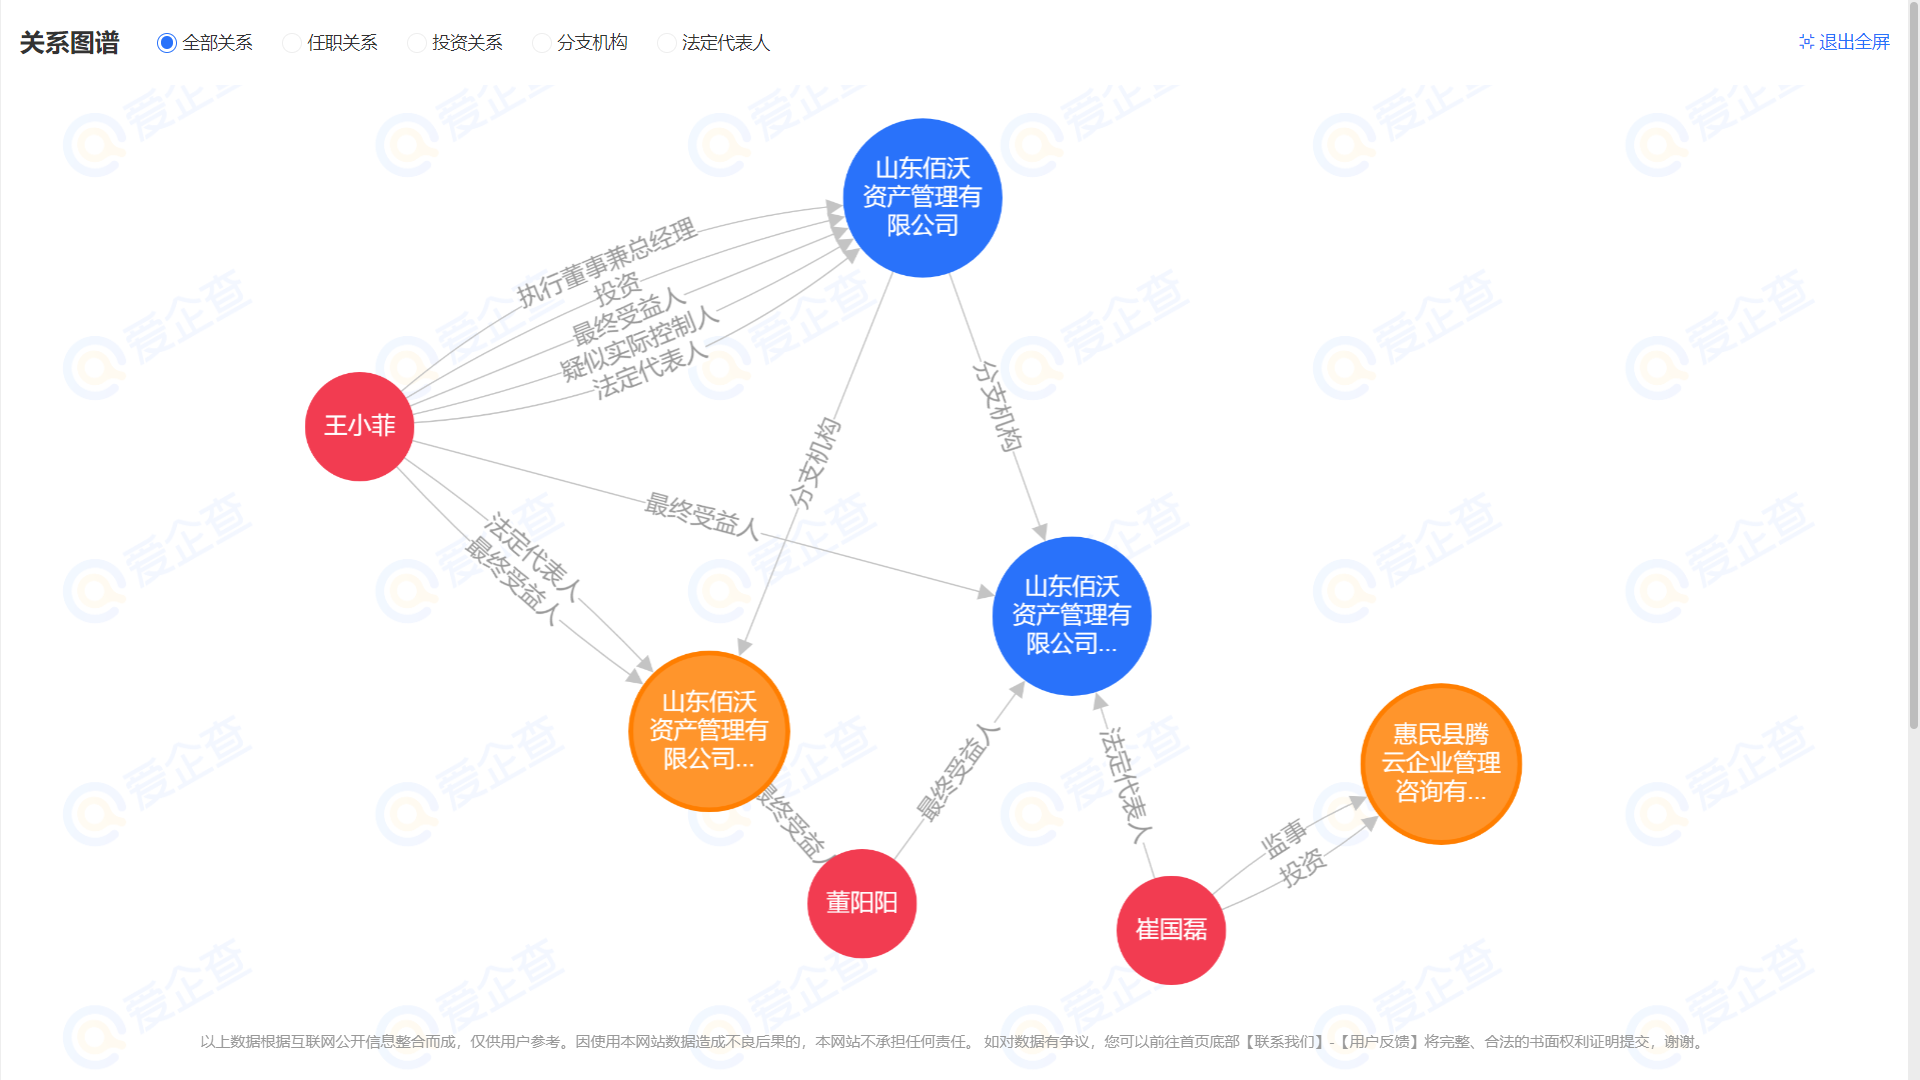 关系图谱
全部关系
任职关系
投资关系
分支机构
法定代表人
退出全屏
山东佰沃
资产管理有
限公司
执行董事兼总经理
投资
最终受益人
疑似实际控制人
法定代表人
王小菲
分支机构
分支机构
最终受益人
法定代表人
最终受益人
山东佰沃
资产管理有
限公司...
山东佰沃
资产管理有
限公司...
惠民县腾
云企业管理
咨询有...
最终受益人
最终受益人
法定代表人
监事
投资
董阳阳
崔国磊
以上数据根据互联网公开信息整合而成，仅供用户参考。因使用本网站数据造成不良后果的，本网站不承担任何责任。 如对数据有争议，您可以前往首页底部【联系我们】-【用户反馈】将完整、合法的书面权利证明提交，谢谢。
爱企查